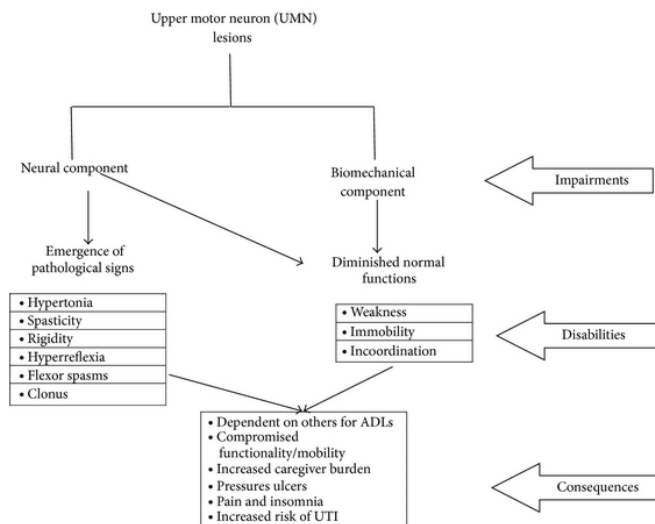 Upper motor neuron (UMN)
lesions
Neural component
Biomechanical
component
Impairments
Emergence of
pathological signs
Diminished normal
functions
• Hypertonia
• Spasticity
• Rigidity
• Hyperreflexia
• Flexor spasms
• Clonus
• Weakness
• Immobility
• Incoordination
Disabilities
• Dependent on others for ADLs
• Compromised
functionality/mobility
• Increased caregiver burden
• Pressures ulcers
• Pain and insomnia
• Increased risk of UTI
Consequences